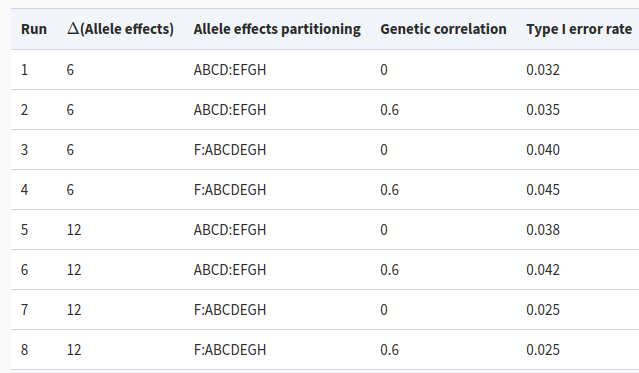 Run Δ(Allele effects) Allele effects partitioning Genetic correlation Type I error rate
1 6 ABCD:EFGH 0 0.032
2 6 ABCD:EFGH 0.6 0.035
3 6 F:ABCDEGH 0 0.040
4 6 F:ABCDEGH 0.6 0.045
5 12 ABCD:EFGH 0 0.038
6 12 ABCD:EFGH 0.6 0.042
7 12 F:ABCDEGH 0 0.025
8 12 F:ABCDEGH 0.6 0.025